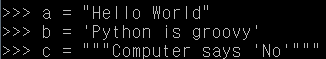 >>> a = "Hello World"
>>> b = 'Python is groovy'
>>> c = """Computer says 'No'"""